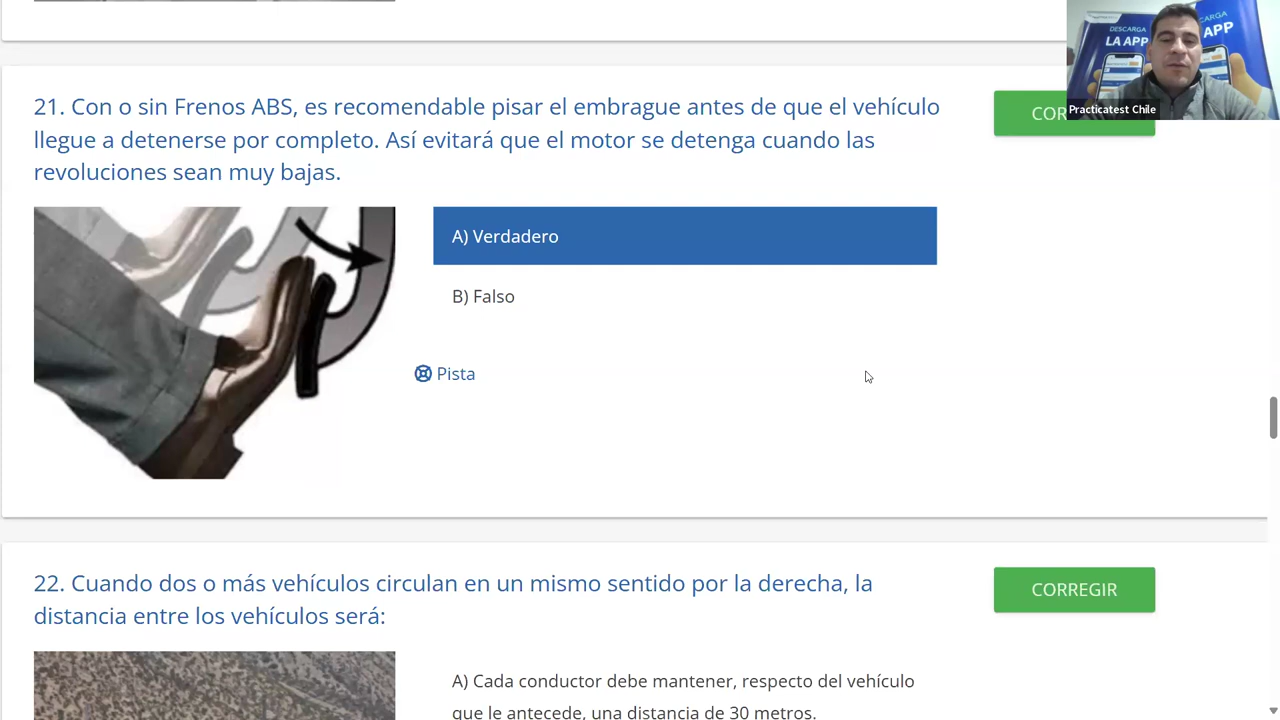 DESCARGA
LA APP
CARGA
APP
Practicatest Chile
21. Con o sin Frenos ABS, es recomendable pisar el embrague antes de que el vehículo
llegue a detenerse por completo. Así evitará que el motor se detenga cuando las
revoluciones sean muy bajas.
COR
A) Verdadero
B) Falso
Pista
22. Cuando dos o más vehículos circulan en un mismo sentido por la derecha, la
distancia entre los vehículos será:
CORREGIR
A) Cada conductor debe mantener, respecto del vehículo
que le antecede, una distancia de 30 metros.